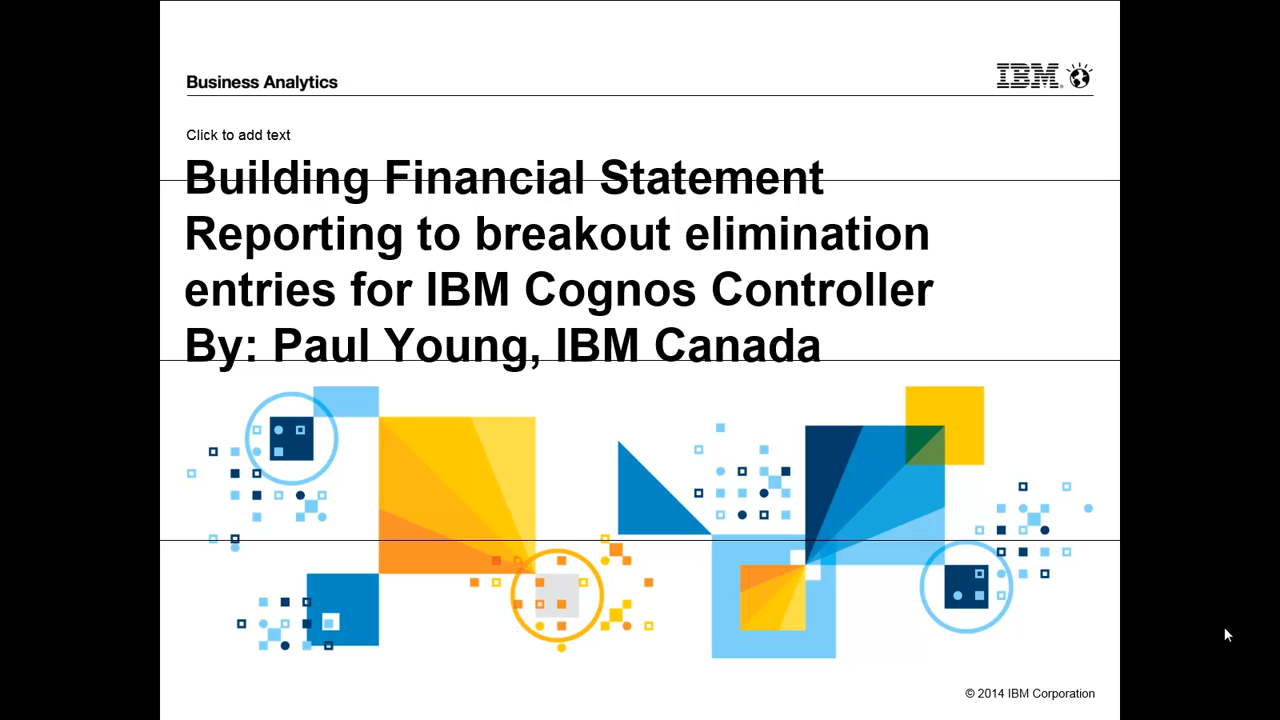 Business Analytics
IBM
Click to add text
Building Financial Statement
Reporting to breakout elimination
entries for IBM Cognos Controller
By: Paul Young, IBM Canada
© 2014 IBM Corporation